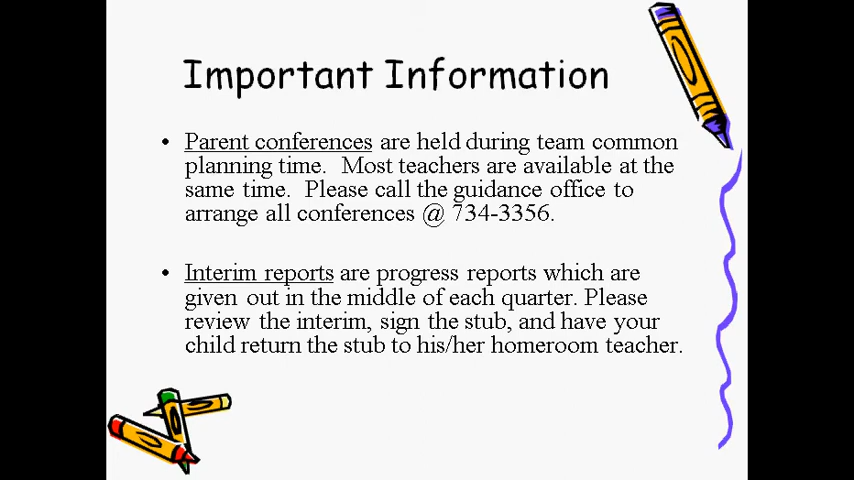 Important Information
• Parent conferences are held during team common
planning time. Most teachers are available at the
same time. Please call the guidance office to
arrange all conferences @ 734-3356.
• Interim reports are progress reports which are
given out in the middle of each quarter. Please
review the interim, sign the stub, and have your
child return the stub to his/her homeroom teacher.